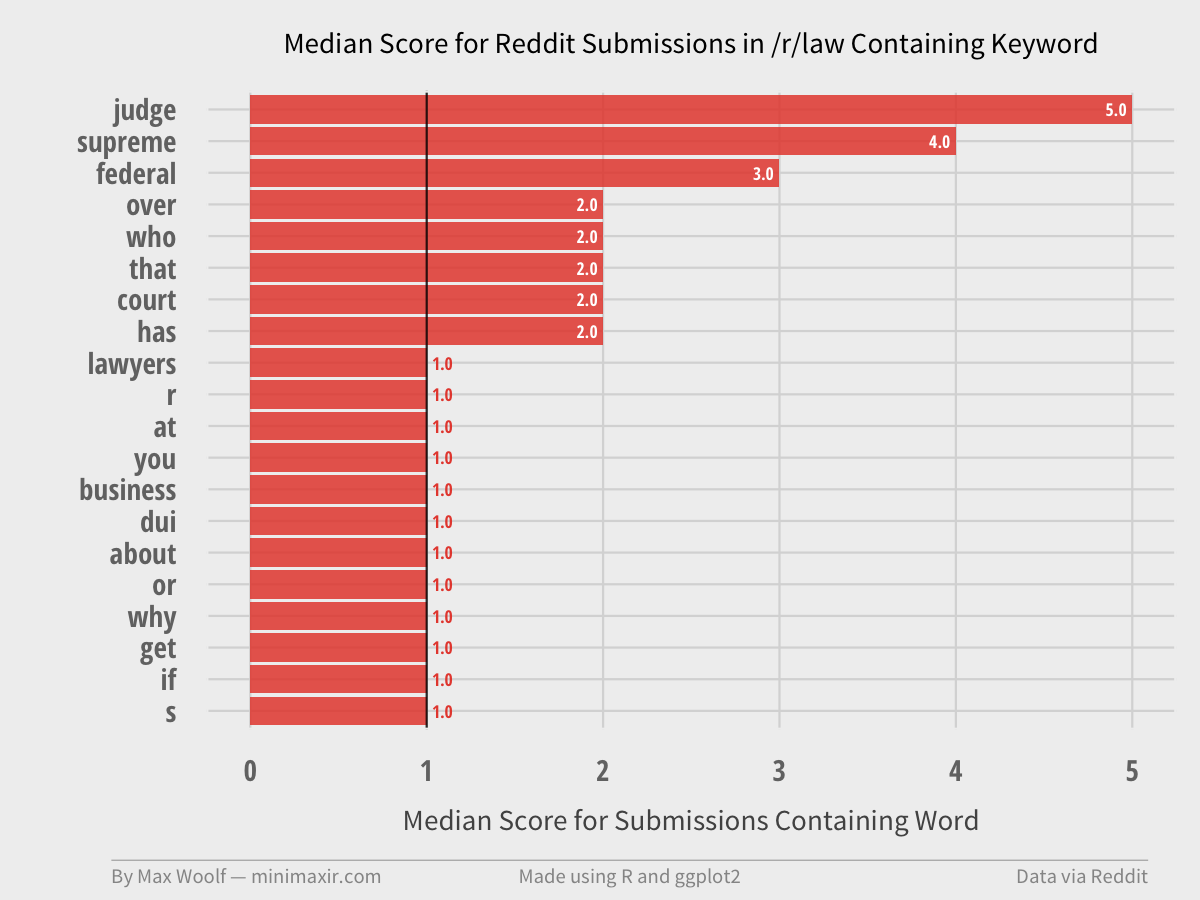 Median Score for Reddit Submissions in /r/law Containing Keyword
judge 5.0
supreme 4.0
federal 3.0
over 2.0
who 2.0
that 2.0
court 2.0
has 2.0
lawyers 1.0
r 1.0
at 1.0
you 1.0
business 1.0
dui 1.0
about 1.0
or 1.0
why 1.0
get 1.0
if 1.0
s 1.0
0 1 2 3 4 5
Median Score for Submissions Containing Word
By Max Woolf — minimaxir.com Made using R and ggplot2 Data via Reddit